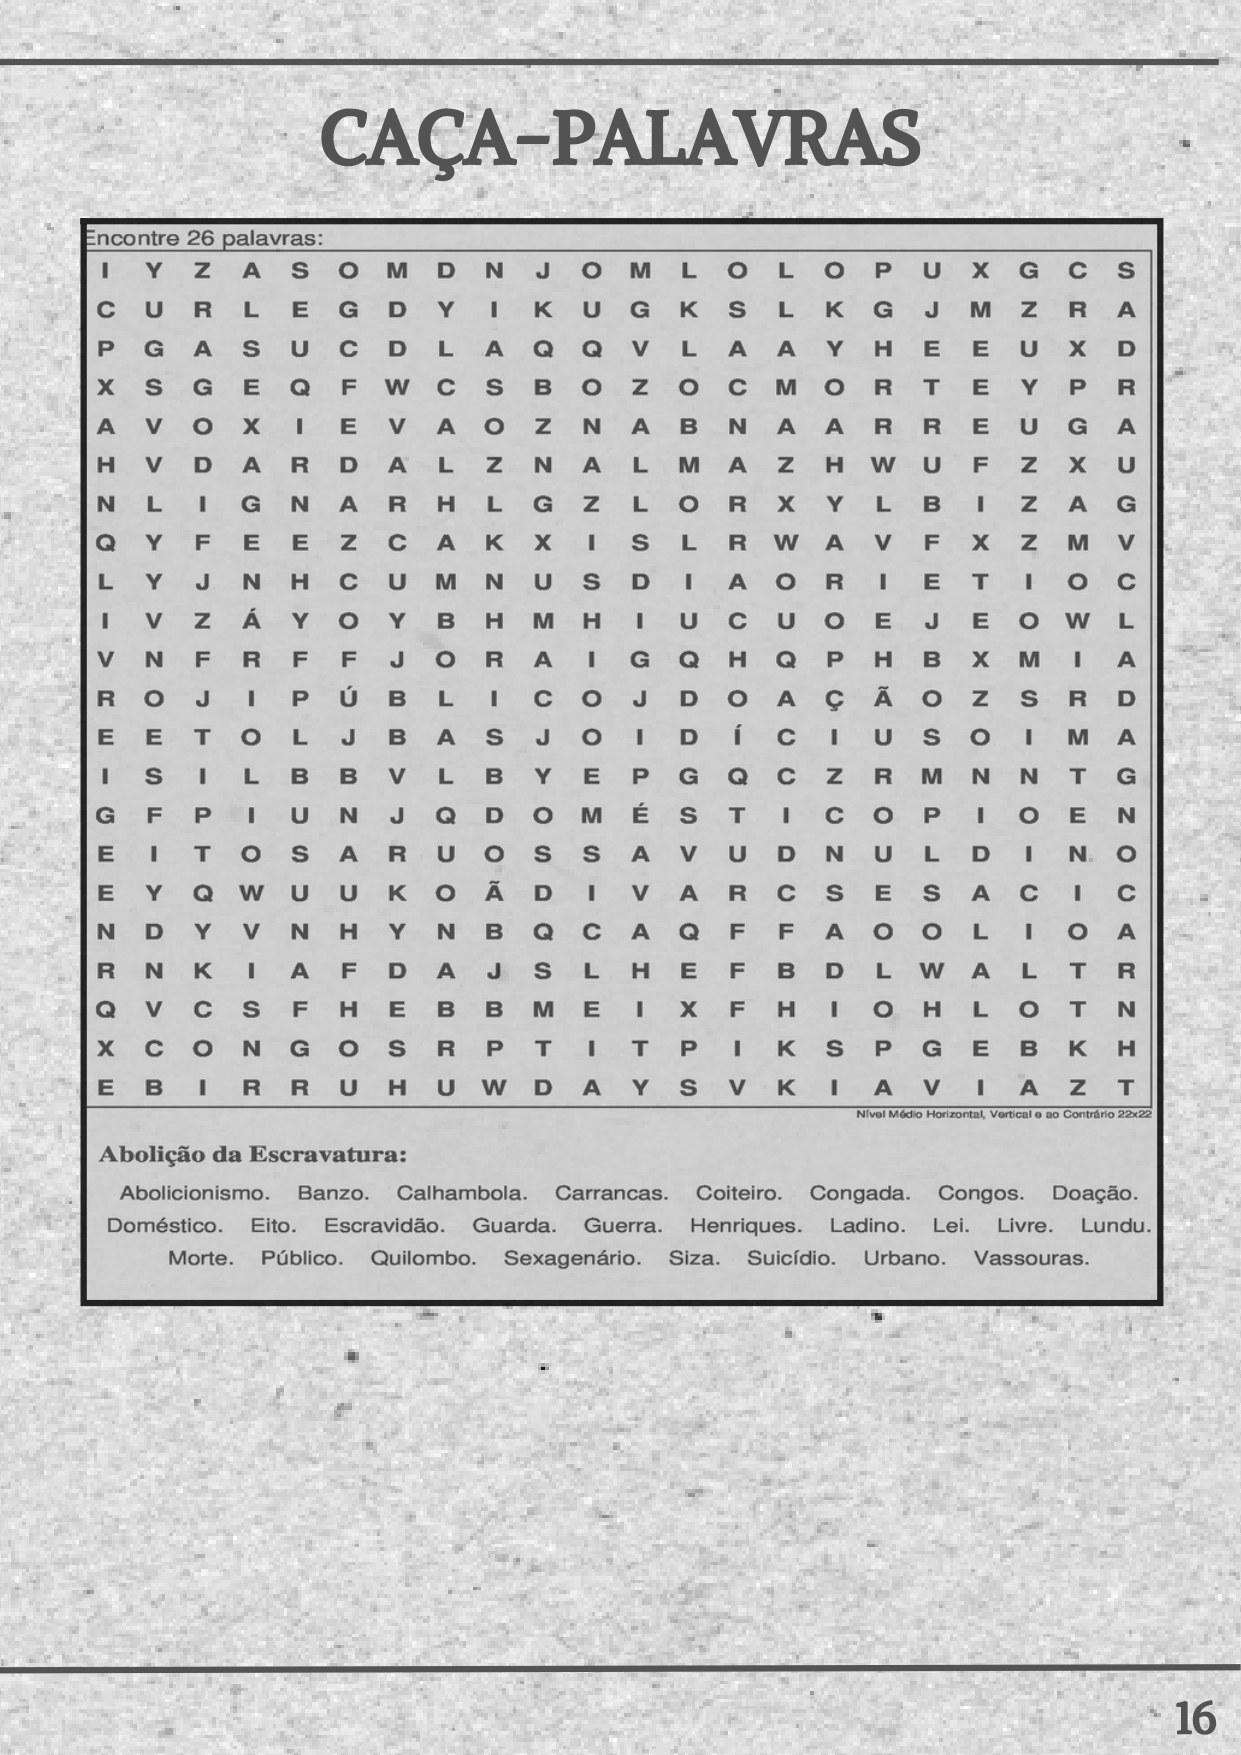 CAÇA-PALAVRAS
Encontre 26 palavras:
I Y Z A S O M D N J O M L O L O P U X G C S
C U R L E G D Y I K U G K S L K G J M Z R A
P G A S U C D L A Q Q V L A A Y H E E U X D
X S G E Q F W C S B O Z O C M O R T E Y P R
A V O X I E V A O Z N A B N A A R R E U G A
H V D A R D A L Z N A L M A Z H W U F Z X U
N L I G N A R H L G Z L O R X Y L B I Z A G
Q Y F E E Z C A K X I S L R W A V F X Z M V
L Y J N H C U M N U S D I A O R I E T I O C
I V Z Á Y O Y B H M H I U C U O E J E O W L
V N F R F F J O R A I G Q H Q P H B X M I A
R O J I P Ú B L I C O J D O A Ç Ã O Z S R D
E E T O L J B A S J O I D Í C I U S O I M A
I S I L B B V L B Y E P G Q C Z R M N N T G
G F P I U N J Q D O M É S T I C O P I O E N
E I T O S A R U O S S A V U D N U L D I N O
E Y Q W U U K O Ã D I V A R C S E S A C I C
N D Y V N H Y N B Q C A Q F F A O O L I O A
R N K I A F D A J S L H E F B D L W A L T R
Q V C S F H E B B M E I X F H I O H L O T N
X C O N G O S R P T I T P I K S P G E B K H
E B I R R U H U W D A Y S V K I A V I A Z T
Nível Médio Horizontal, Vertical e ao Contrário 22x22
Abolição da Escravatura:
Abolicionismo. Banzo. Calhambola. Carrancas. Coiteiro. Congada. Congos. Doação.
Doméstico. Eito. Escravidão. Guarda. Guerra. Henriques. Ladino. Lei. Livre. Lundu.
Morte. Público. Quilombo. Sexagenário. Siza. Suicídio. Urbano. Vassouras.
16